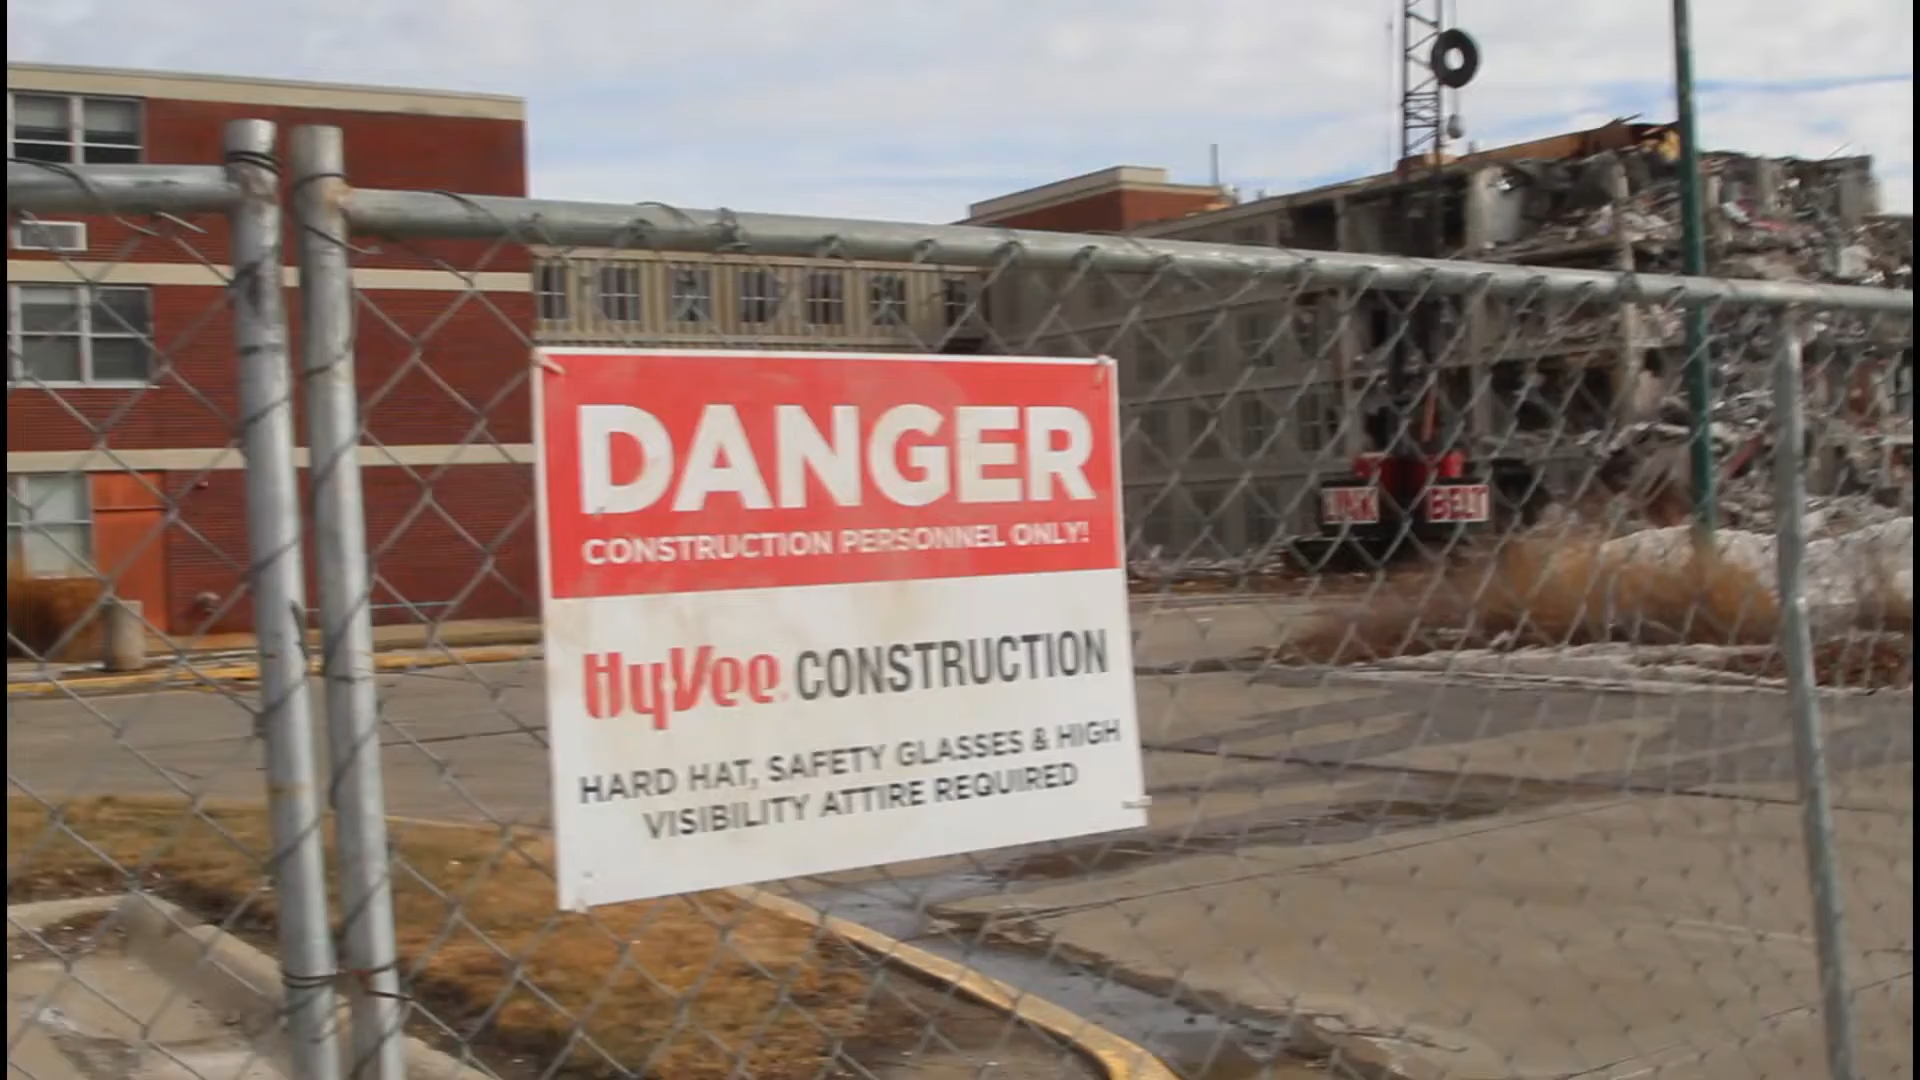 DANGER
CONSTRUCTION PERSONNEL ONLY!
HyVee CONSTRUCTION
HARD HAT, SAFETY GLASSES & HIGH
VISIBILITY ATTIRE REQUIRED
LINK BELT